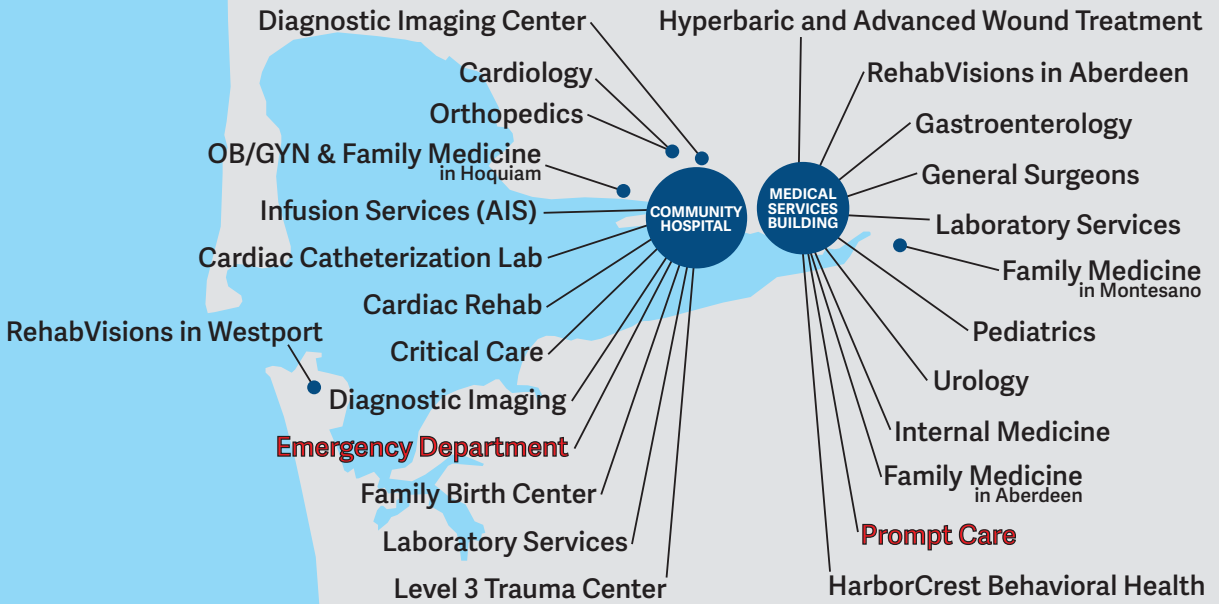 Diagnostic Imaging Center
Cardiology
Orthopedics
OB/GYN & Family Medicine
in Hoquiam
Infusion Services (AIS)
Cardiac Catheterization Lab
Cardiac Rehab
RehabVisions in Westport
Critical Care
Diagnostic Imaging
Emergency Department
Family Birth Center
Laboratory Services
Level 3 Trauma Center
COMMUNITY
HOSPITAL
MEDICAL
SERVICES
BUILDING
Hyperbaric and Advanced Wound Treatment
RehabVisions in Aberdeen
Gastroenterology
General Surgeons
Laboratory Services
Family Medicine
in Montesano
Pediatrics
Urology
Internal Medicine
Family Medicine
in Aberdeen
Prompt Care
HarborCrest Behavioral Health